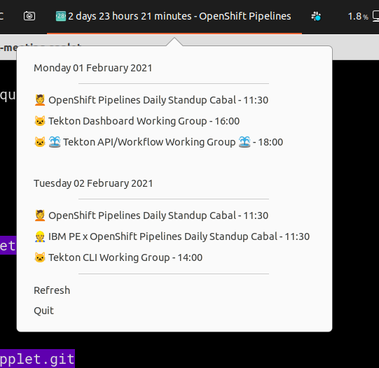 2 days 23 hours 21 minutes - OpenShift Pipelines
1.8 %
Monday 01 February 2021
qu
OpenShift Pipelines Daily Standup Cabal - 11:30
Tekton Dashboard Working Group - 16:00
Tekton API/Workflow Working Group - 18:00
Tuesday 02 February 2021
OpenShift Pipelines Daily Standup Cabal - 11:30
IBM PE x OpenShift Pipelines Daily Standup Cabal - 11:30
et
Tekton CLI Working Group - 14:00
Refresh
Quit
pplet.git